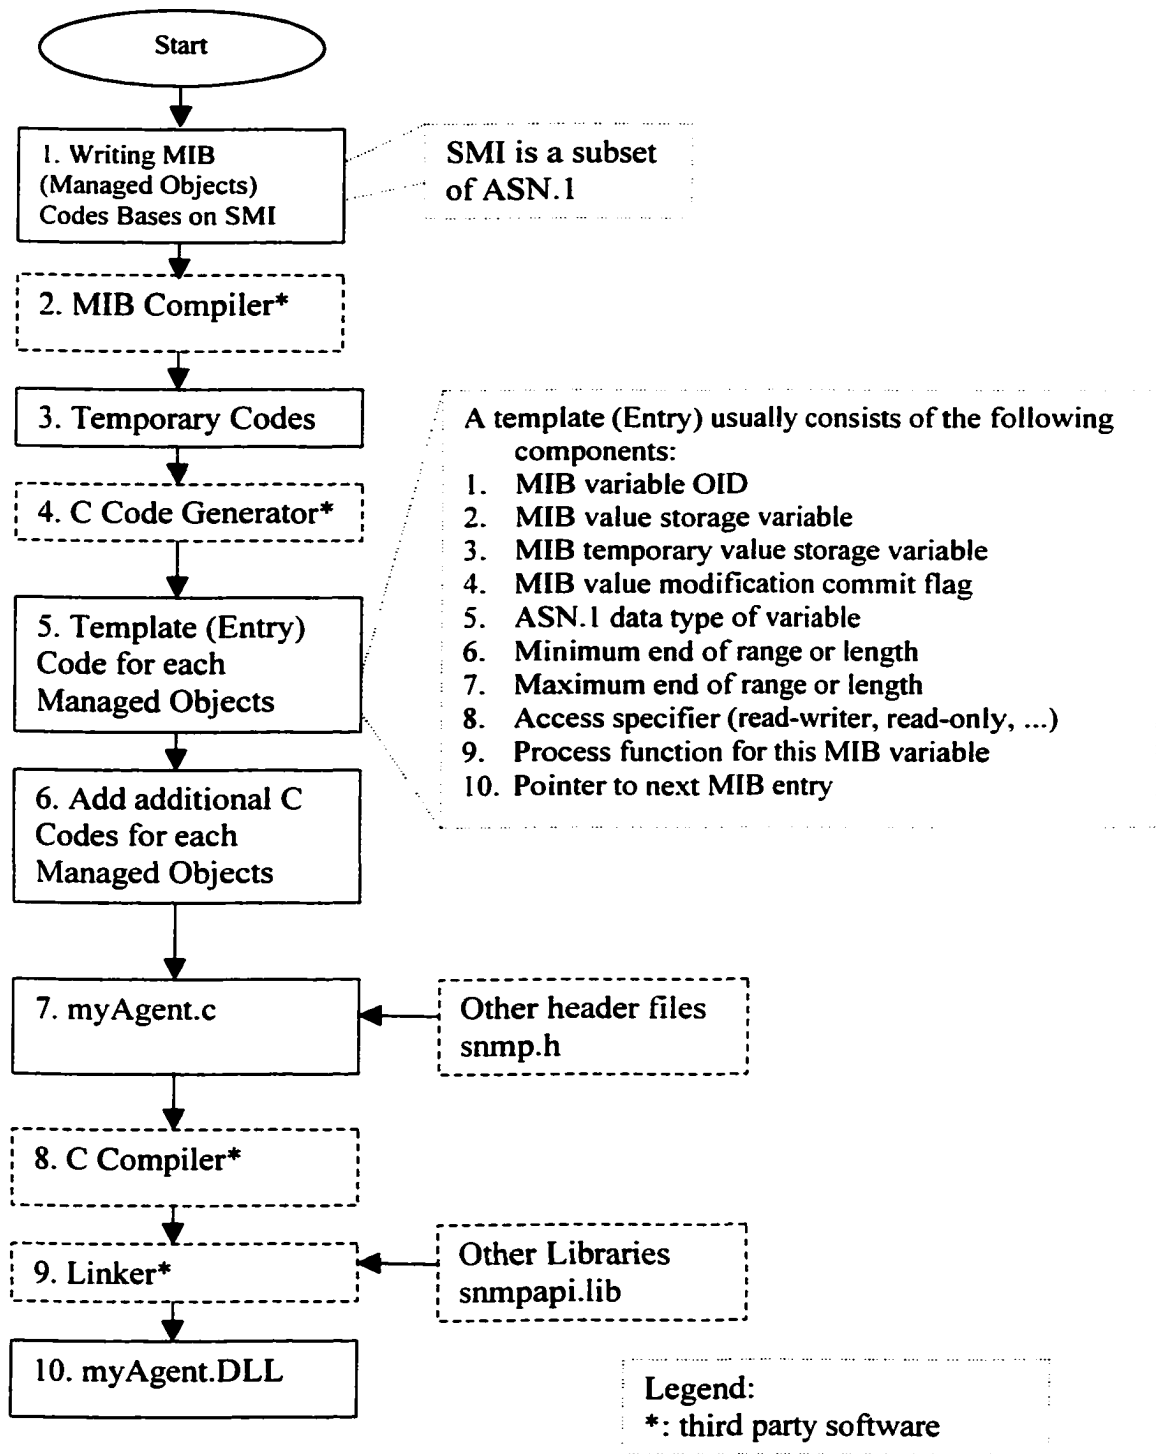 Start
1. Writing MIB
(Managed Objects)
Codes Bases on SMI
SMI is a subset
of ASN.1
2. MIB Compiler*
3. Temporary Codes
4. C Code Generator*
5. Template (Entry)
Code for each
Managed Objects
A template (Entry) usually consists of the following
components:
1. MIB variable OID
2. MIB value storage variable
3. MIB temporary value storage variable
4. MIB value modification commit flag
5. ASN.1 data type of variable
6. Minimum end of range or length
7. Maximum end of range or length
8. Access specifier (read-writer, read-only, ...)
9. Process function for this MIB variable
10. Pointer to next MIB entry
6. Add additional C
Codes for each
Managed Objects
7. myAgent.c
Other header files
snmp.h
8. C Compiler*
9. Linker*
Other Libraries
snmpapi.lib
10. myAgent.DLL
Legend:
*: third party software